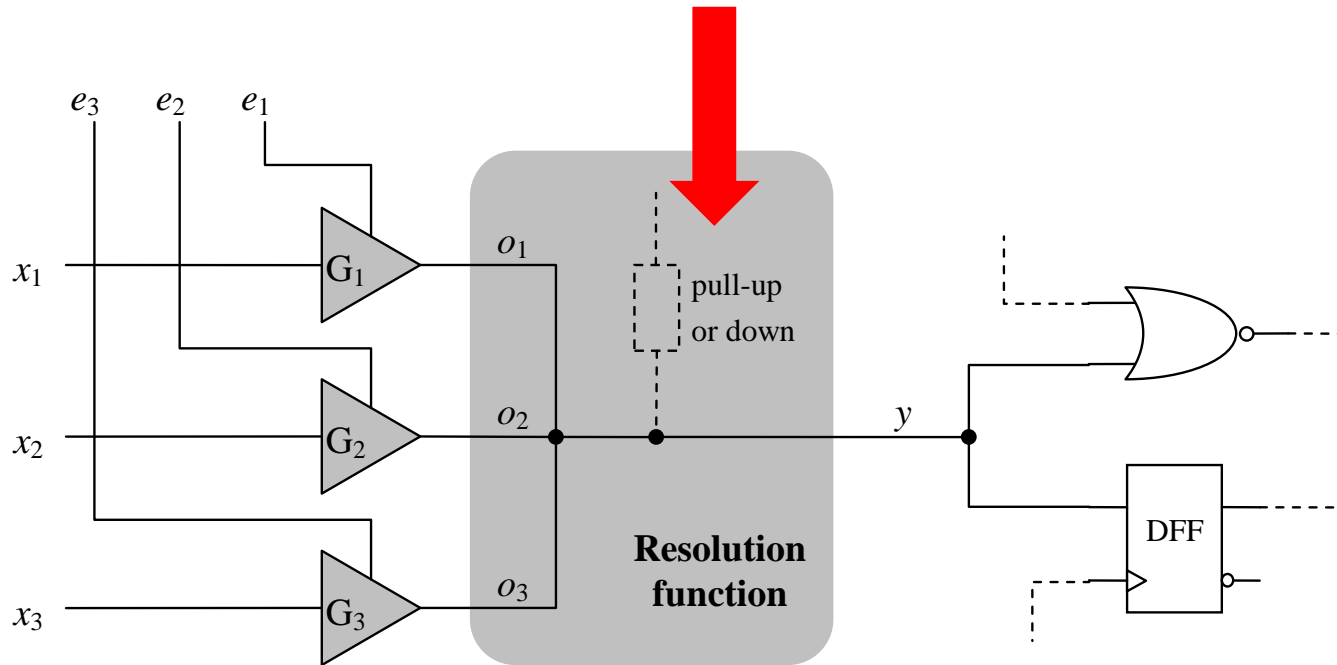 e3 e2 e1
x1 G1 o1
pull-up
or down
x2 G2 o2 y
Resolution
function
DFF
x3 G3 o3